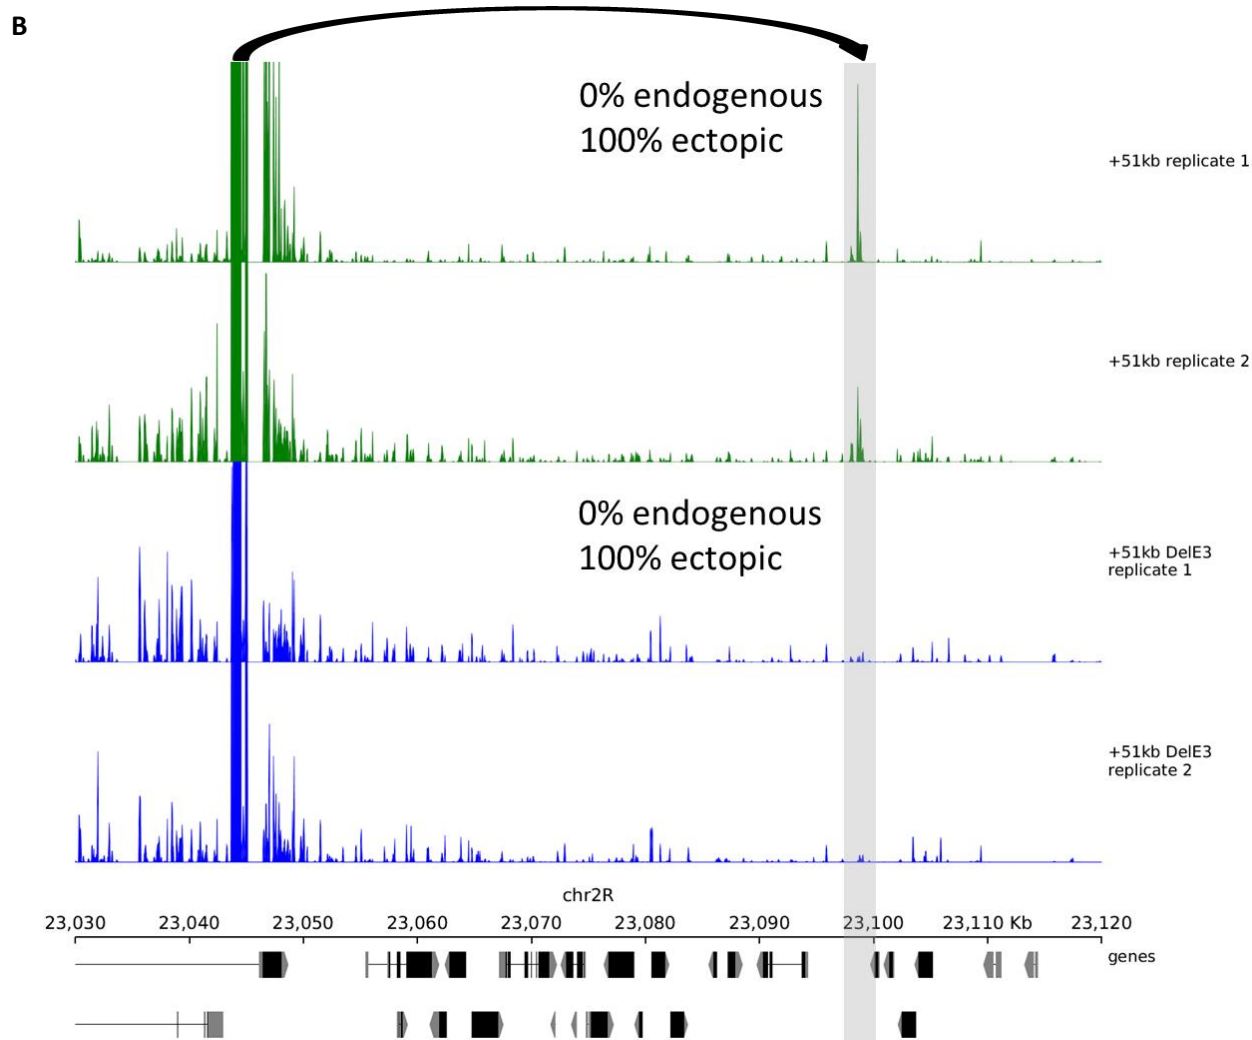 B
0% endogenous
100% ectopic
+51kb replicate 1
+51kb replicate 2
0% endogenous
100% ectopic
+51kb DelE3
replicate 1
+51kb DelE3
replicate 2
chr2R
23,030 23,040 23,050 23,060 23,070 23,080 23,090 23,100 23,110 Kb 23,120
genes